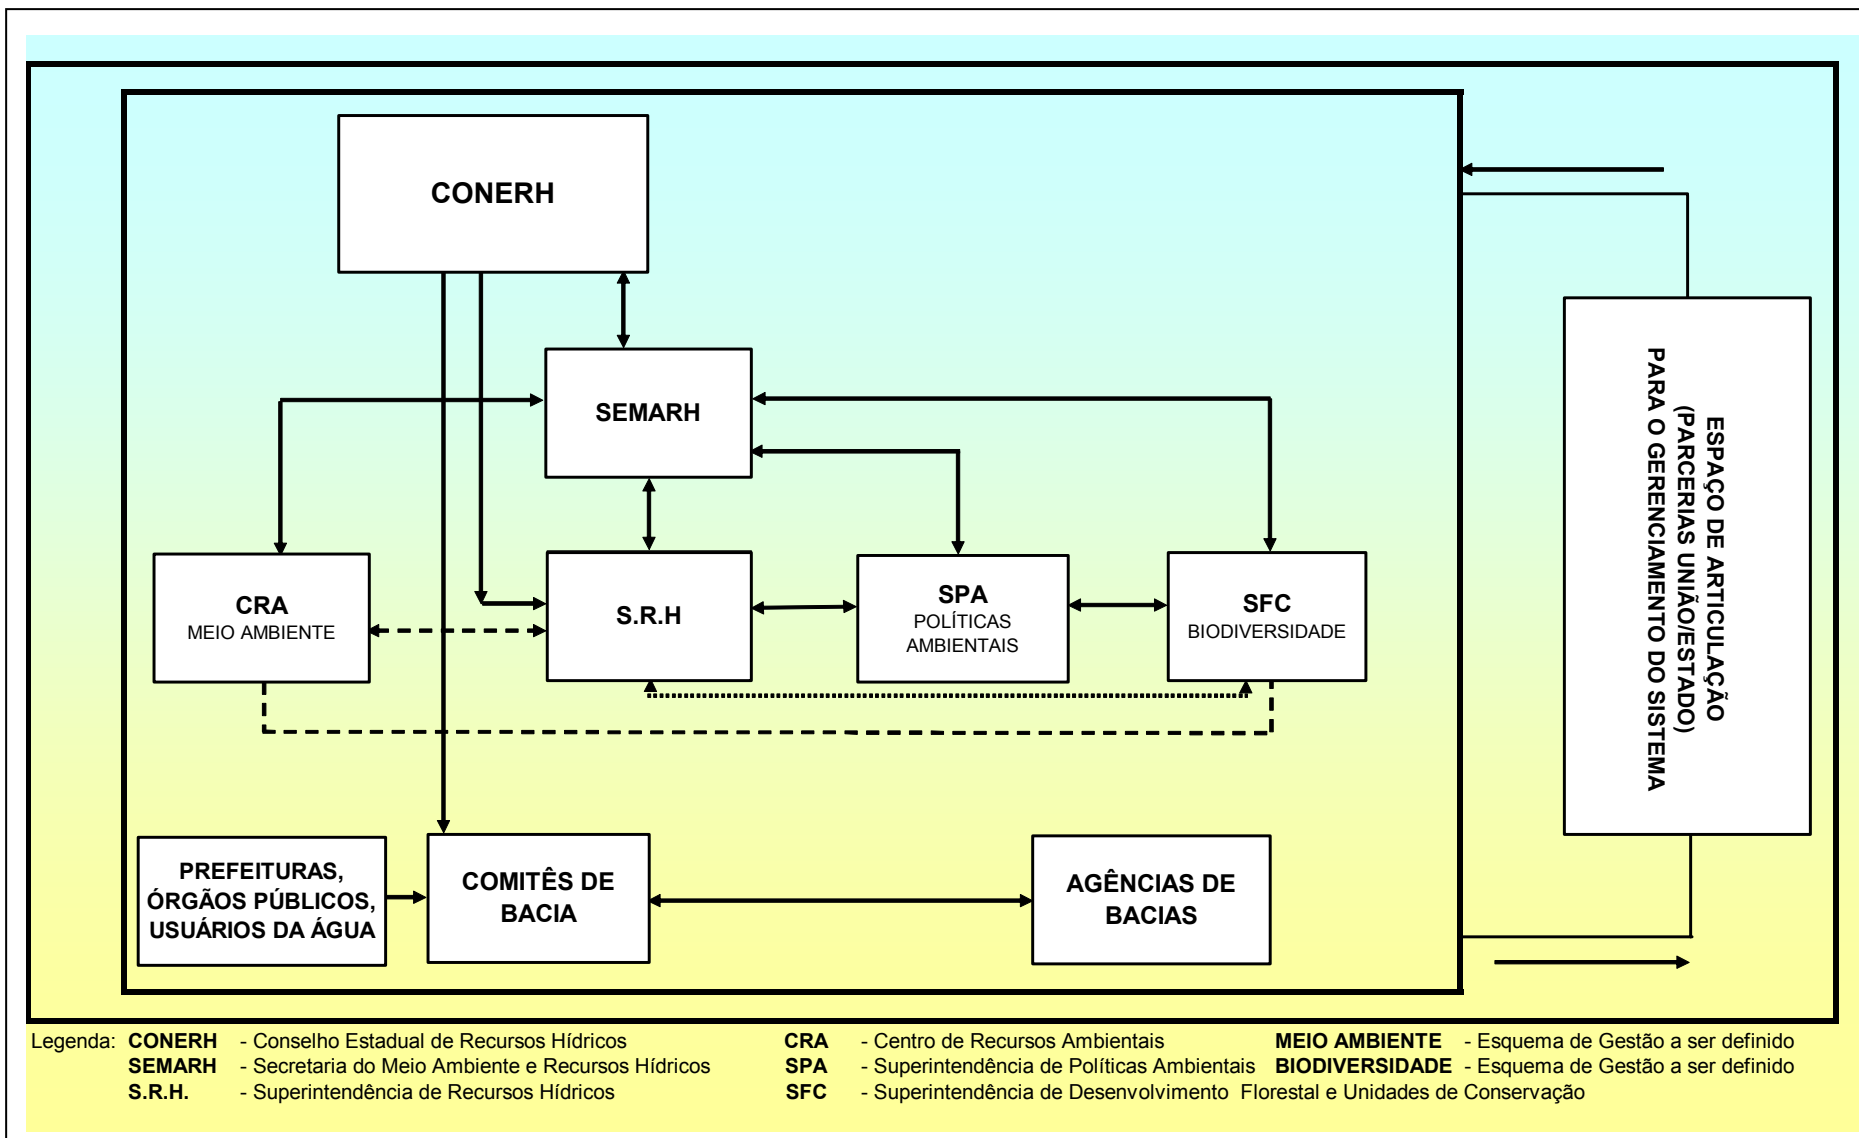 CONERH
SEMARH
CRA
MEIO AMBIENTE
S.R.H
SPA
POLÍTICAS
AMBIENTAIS
SFC
BIODIVERSIDADE
PREFEITURAS,
ÓRGÃOS PÚBLICOS,
USUÁRIOS DA ÁGUA
COMITÊS DE
BACIA
AGÊNCIAS DE
BACIAS
ESPAÇO DE ARTICULAÇÃO
(PARCERIAS UNIÃO/ESTADO)
PARA O GERENCIAMENTO DO SISTEMA
Legenda: CONERH - Conselho Estadual de Recursos Hídricos CRA - Centro de Recursos Ambientais MEIO AMBIENTE - Esquema de Gestão a ser definido
SEMARH - Secretaria do Meio Ambiente e Recursos Hídricos SPA - Superintendência de Políticas Ambientais BIODIVERSIDADE - Esquema de Gestão a ser definido
S.R.H. - Superintendência de Recursos Hídricos SFC - Superintendência de Desenvolvimento Florestal e Unidades de Conservação